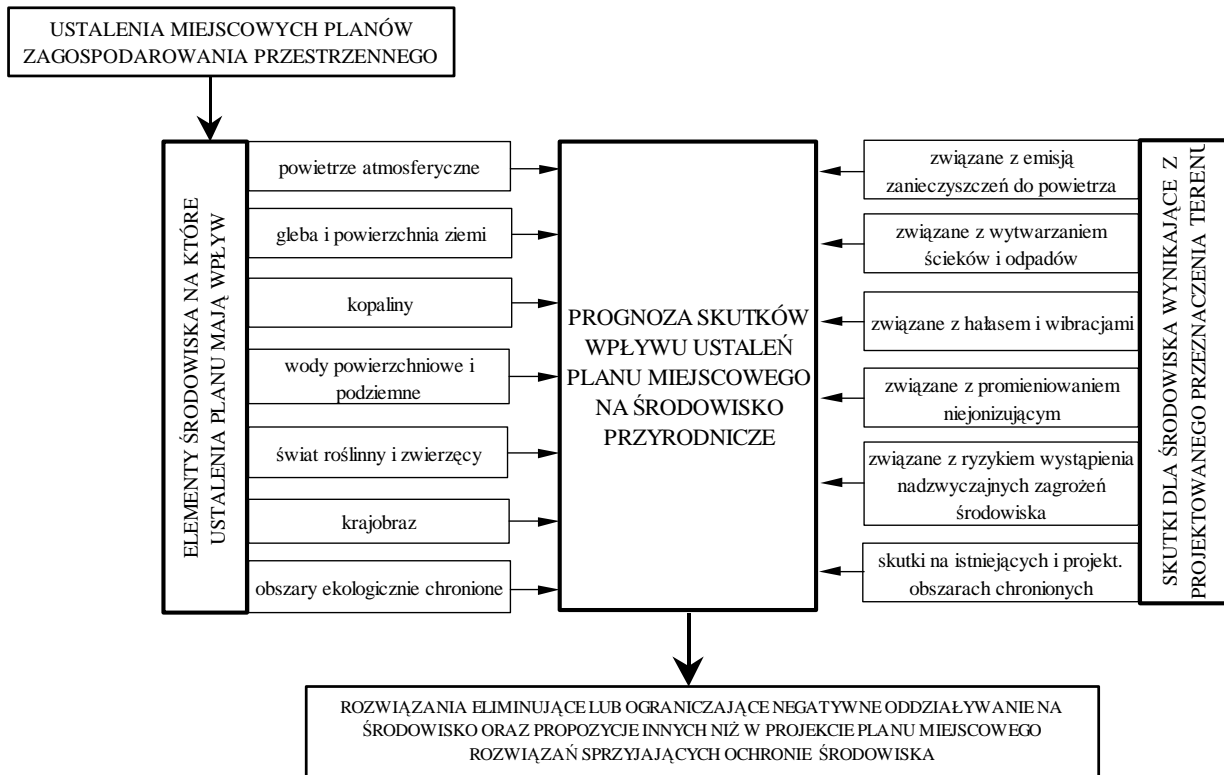 USTALENIA MIEJSCOWYCH PLANÓW
ZAGOSPODAROWANIA PRZESTRZENNEGO
ELEMENTY ŚRODOWISKA NA KTÓRE
USTALENIA PLANU MAJĄ WPŁYW
powietrze atmosferyczne
gleba i powierzchnia ziemi
kopaliny
wody powierzchniowe i
podziemne
świat roślinny i zwierzęcy
krajobraz
obszary ekologicznie chronione
PROGNOZA SKUTKÓW
WPŁYWU USTALEŃ
PLANU MIEJSCOWEGO
NA ŚRODOWISKO
PRZYRODNICZE
związane z emisją
zanieczyszczeń do powietrza
związane z wytwarzaniem
ścieków i odpadów
związane z hałasem i wibracjami
związane z promieniowaniem
niejonizującym
związane z ryzykiem wystąpienia
nadzwyczajnych zagrożeń
środowiska
skutki na istniejących i projekt.
obszarach chronionych
SKUTKI DLA ŚRODOWISKA WYNIKAJĄCE Z
PROJEKTOWANEGO PRZEZNACZENIA TERENU
ROZWIĄZANIA ELIMINUJĄCE LUB OGRANICZAJĄCE NEGATYWNE ODDZIAŁYWANIE NA
ŚRODOWISKO ORAZ PROPOZYCJE INNYCH NIŻ W PROJEKCIE PLANU MIEJSCOWEGO
ROZWIĄZAŃ SPRZYJAJĄCYCH OCHRONIE ŚRODOWISKA